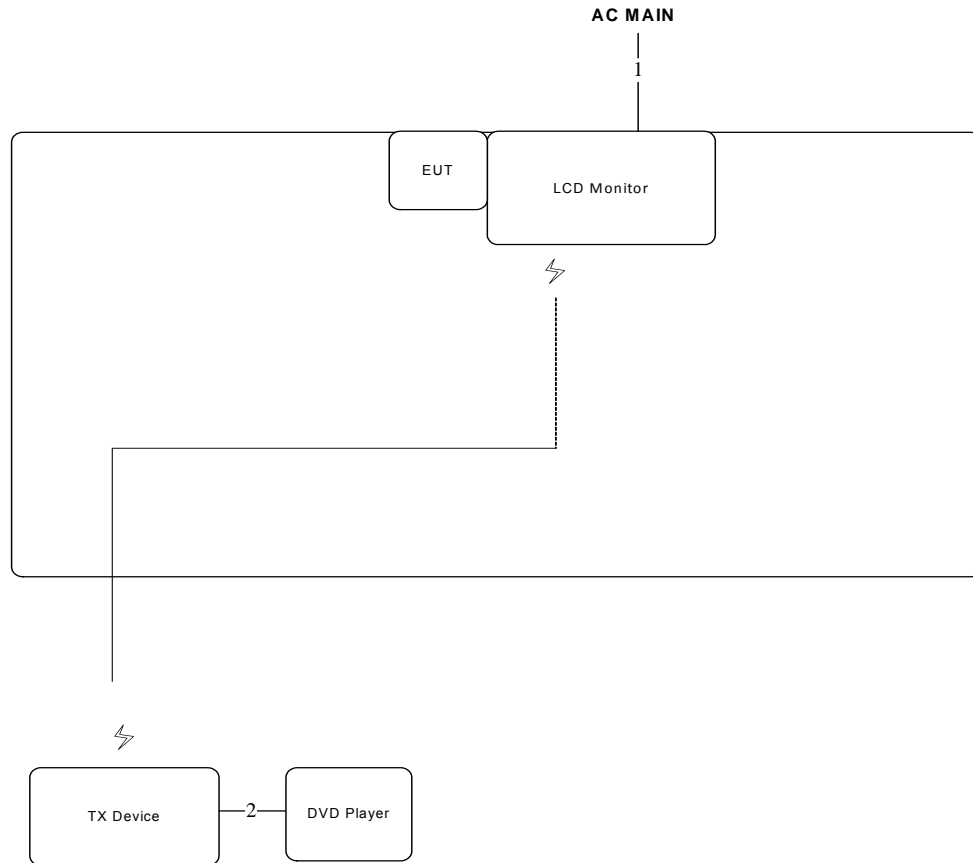 AC MAIN
1
EUT
LCD Monitor
TX Device
2
DVD Player